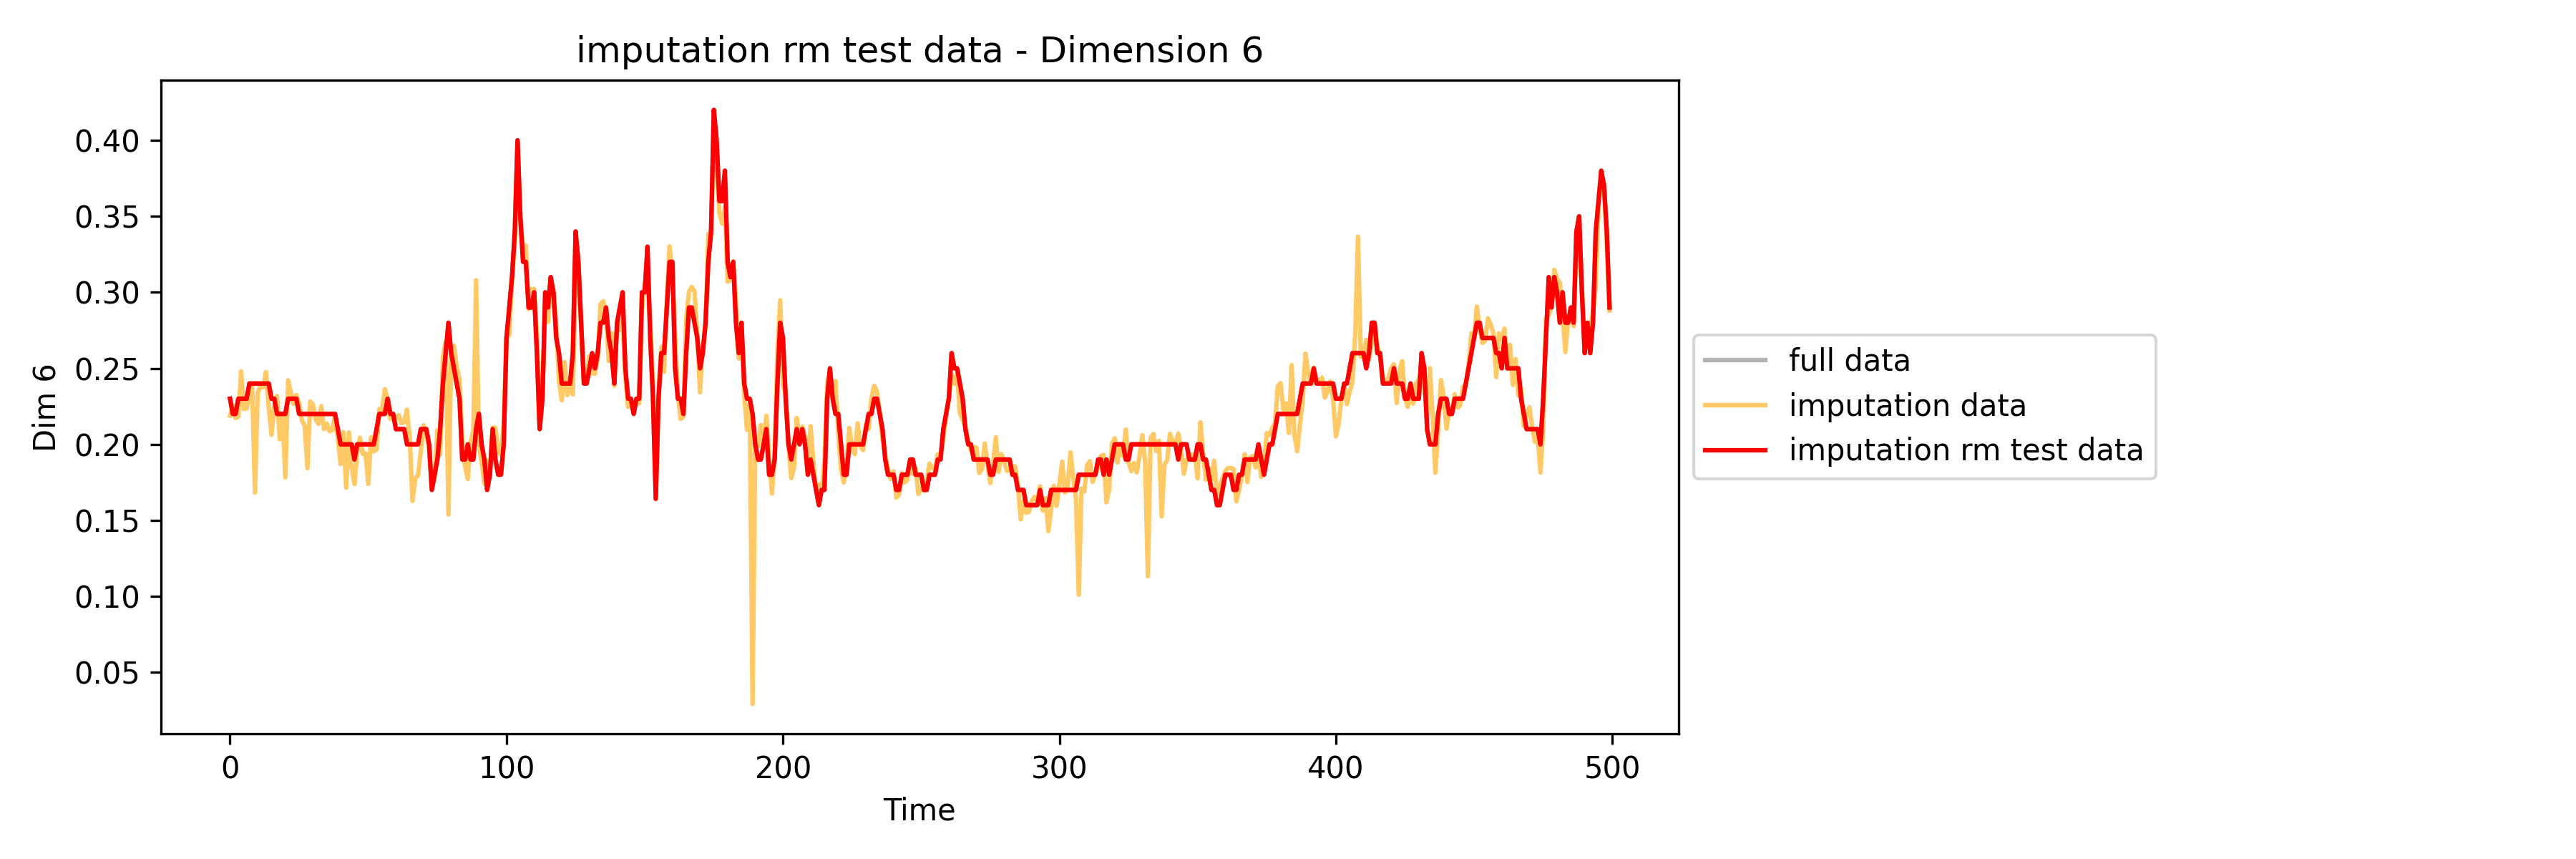 imputation rm test data - Dimension 6
0.40
0.35
0.30
0.25
0.20
0.15
0.10
0.05
Dim 6
0 100 200 300 400 500
Time
full data
imputation data
imputation rm test data